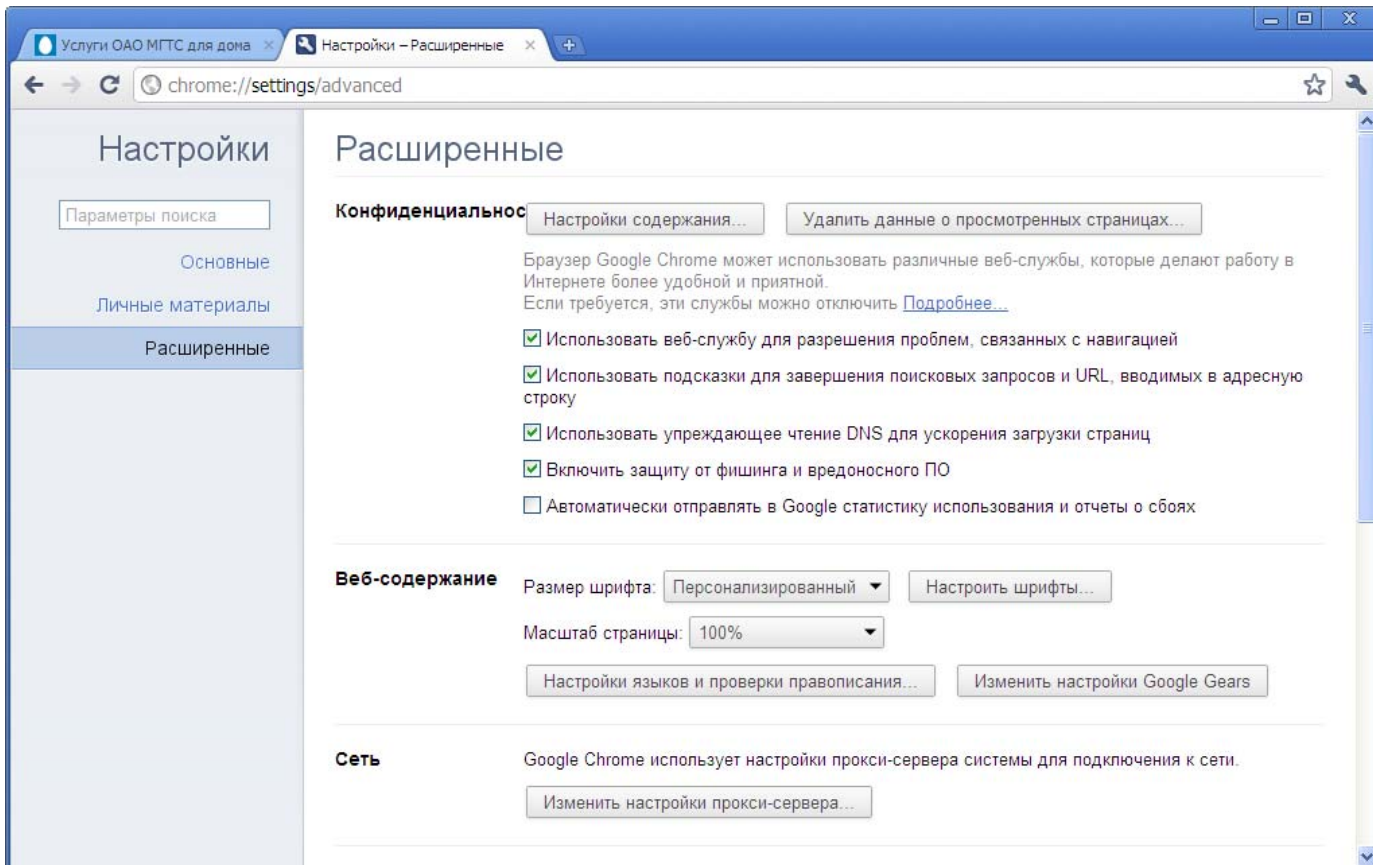 Услуги ОАО МГТС для дома
Настройки – Расширенные
chrome://settings/advanced
Настройки
Параметры поиска
Основные
Личные материалы
Расширенные
Расширенные
Конфиденциальнос
Настройки содержания...
Удалить данные о просмотренных страницах...
Браузер Google Chrome может использовать различные веб-службы, которые делают работу в
Интернете более удобной и приятной.
Если требуется, эти службы можно отключить Подробнее...
Использовать веб-службу для разрешения проблем, связанных с навигацией
Использовать подсказки для завершения поисковых запросов и URL, вводимых в адресную
строку
Использовать упреждающее чтение DNS для ускорения загрузки страниц
Включить защиту от фишинга и вредоносного ПО
Автоматически отправлять в Google статистику использования и отчеты о сбоях
Веб-содержание
Размер шрифта: Персонализированный
Настроить шрифты...
Масштаб страницы: 100%
Настройки языков и проверки правописания...
Изменить настройки Google Gears
Сеть
Google Chrome использует настройки прокси-сервера системы для подключения к сети.
Изменить настройки прокси-сервера...